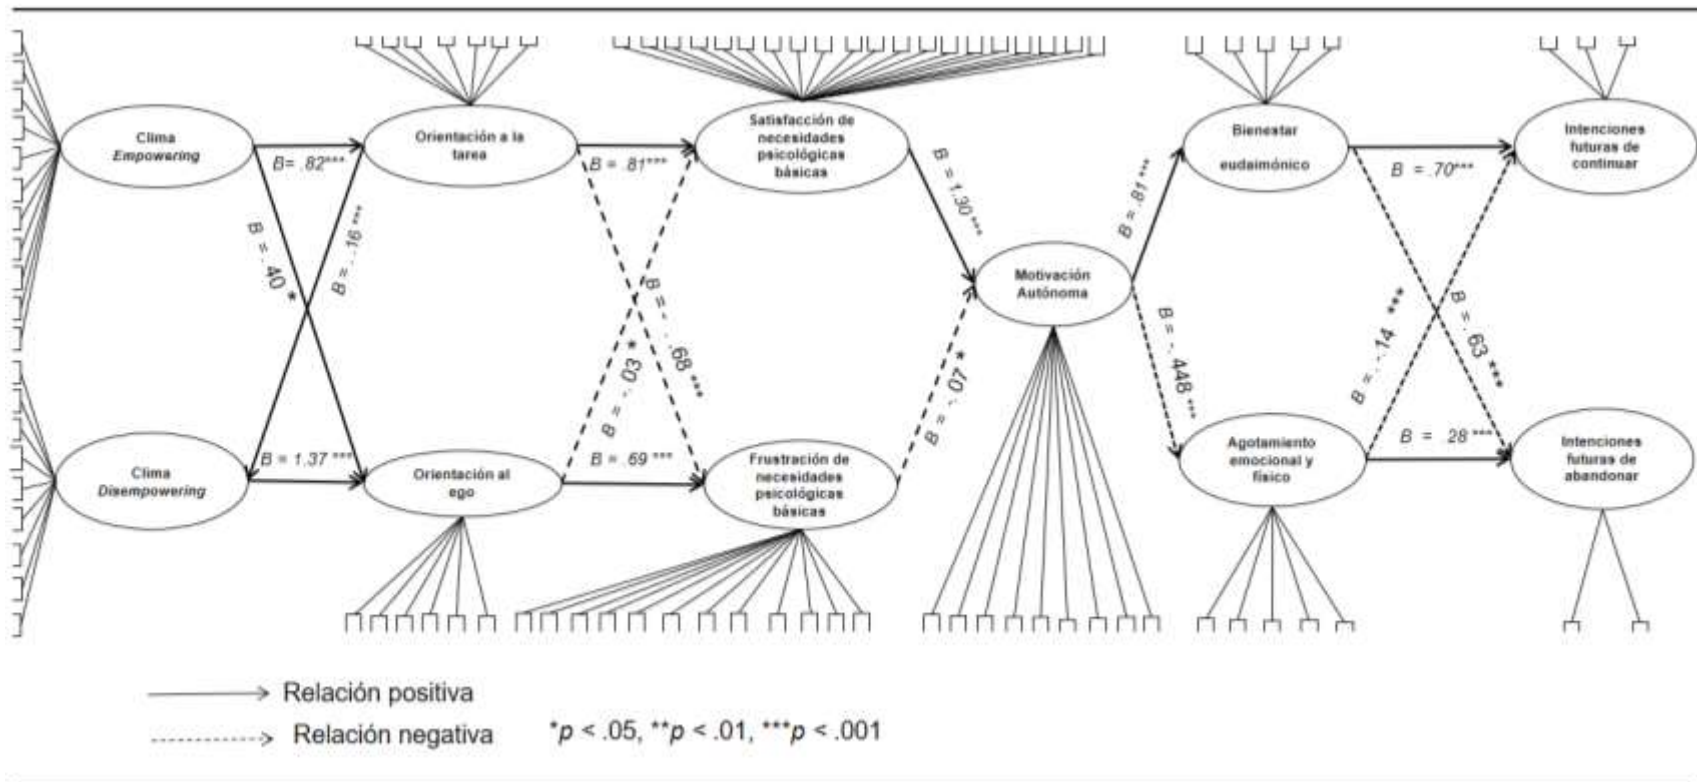 Clima
Empowering
B= .82***
Orientación a la
tarea
B = .81***
Satisfacción de
necesidades
psicológicas
básicas
B = 1.30 ***
B = .81 ***
Bienestar
eudaimónico
B = .70***
Intenciones
futuras de
continuar
B = . 40 *
B = . .16 ***
B = -.03 *
B = - . .68 ***
Motivación
Autónoma
B = -. 07 *
B = -. 448 ***
B = . -.14 ***
B = . 63 ***
Clima
Disempowering
B = 1.37 ***
Orientación al
ego
B = .69 ***
Frustración de
necesidades
psicológicas
básicas
Agotamiento
emocional y
físico
B = .28 ***
Intenciones
futuras de
abandonar
Relación positiva
Relación negativa
*p < .05, **p < .01, ***p < .001